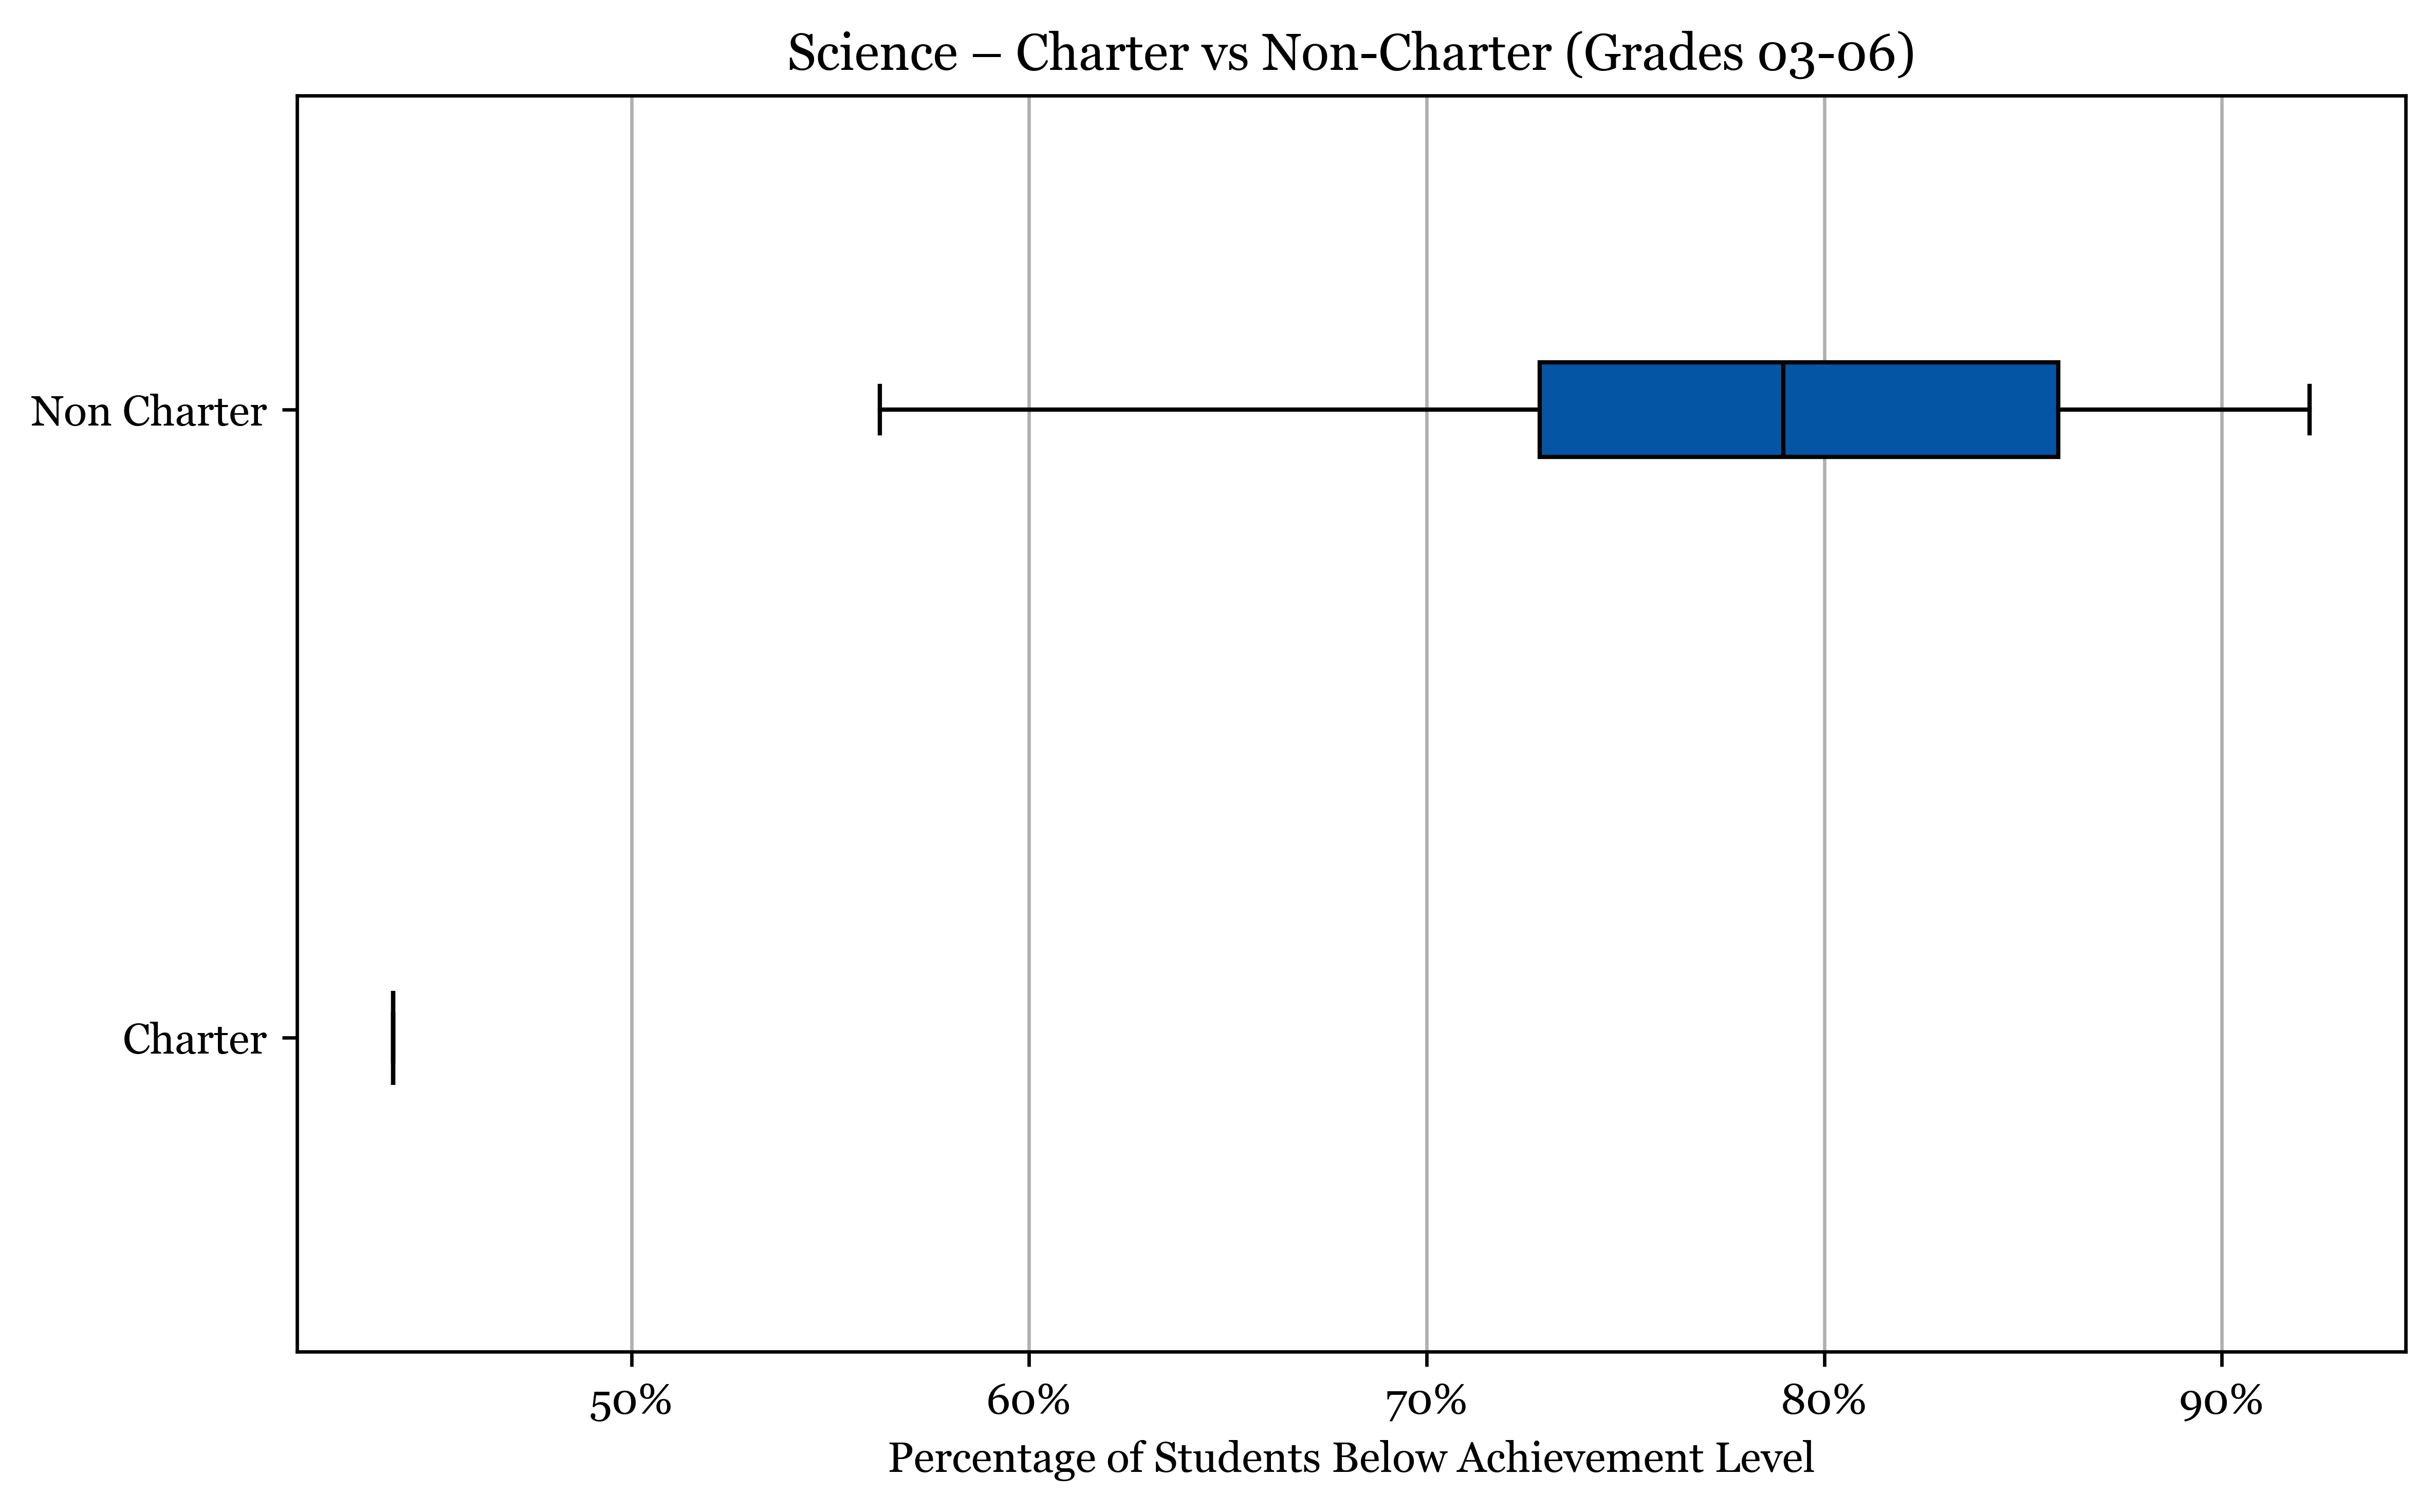 Science – Charter vs Non-Charter (Grades 03-06)
Non Charter
Charter
50%
60%
70%
80%
90%
Percentage of Students Below Achievement Level